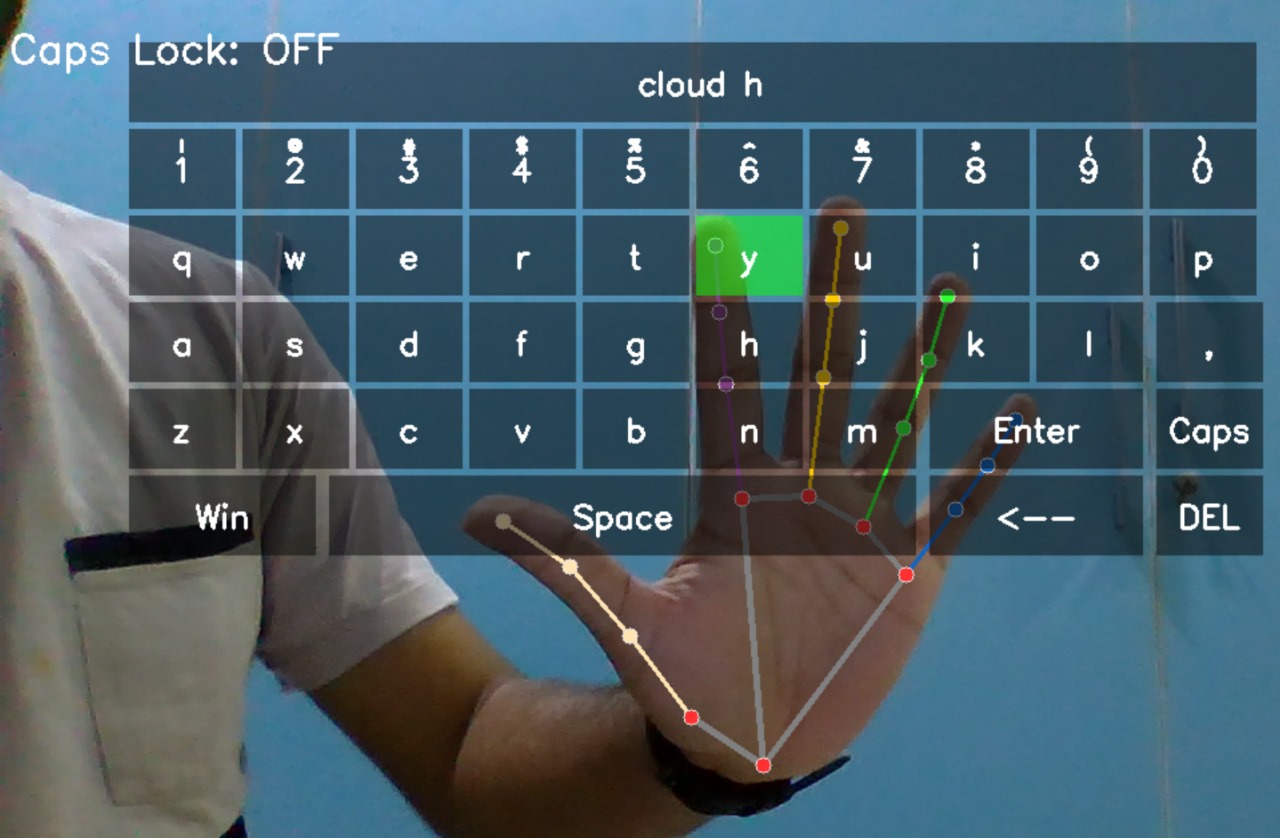 Caps Lock: OFF
cloud h
! @ # $ % ^ & * ( )
1 2 3 4 5 6 7 8 9 0
q w e r t y u i o p
a s d f g h j k l ,
z x c v b n m Enter Caps
Win Space <-- DEL